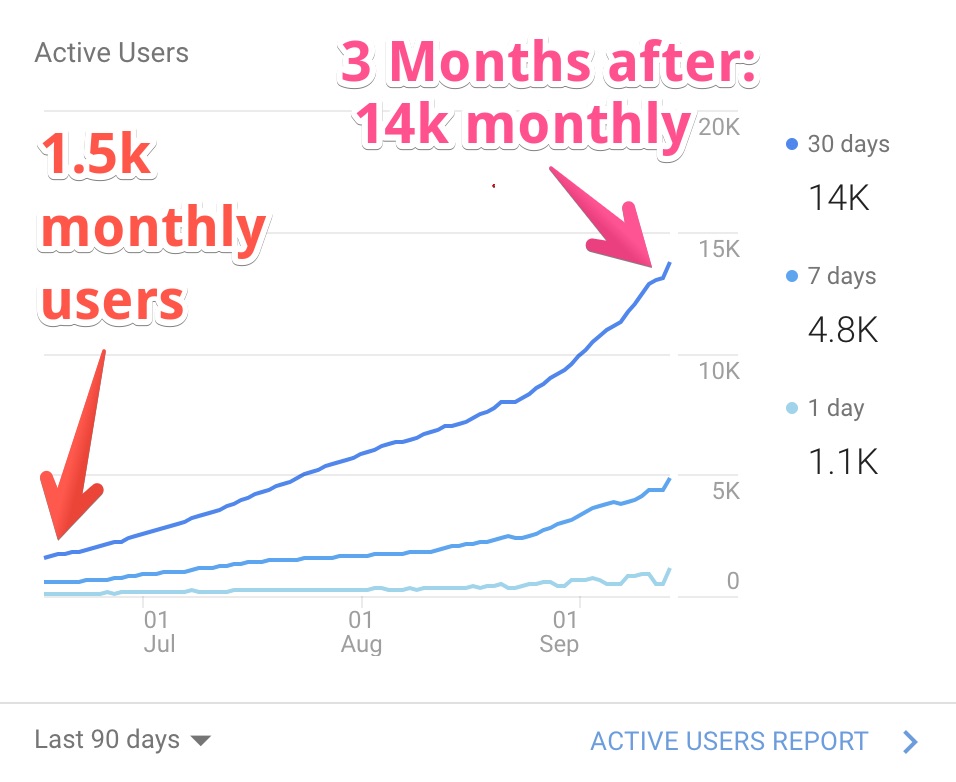 Active Users
3 Months after:
14k monthly
1.5k
monthly
users
20K
15K
10K
5K
0
01
Jul
01
Aug
01
Sep
30 days
14K
7 days
4.8K
1 day
1.1K
Last 90 days
ACTIVE USERS REPORT